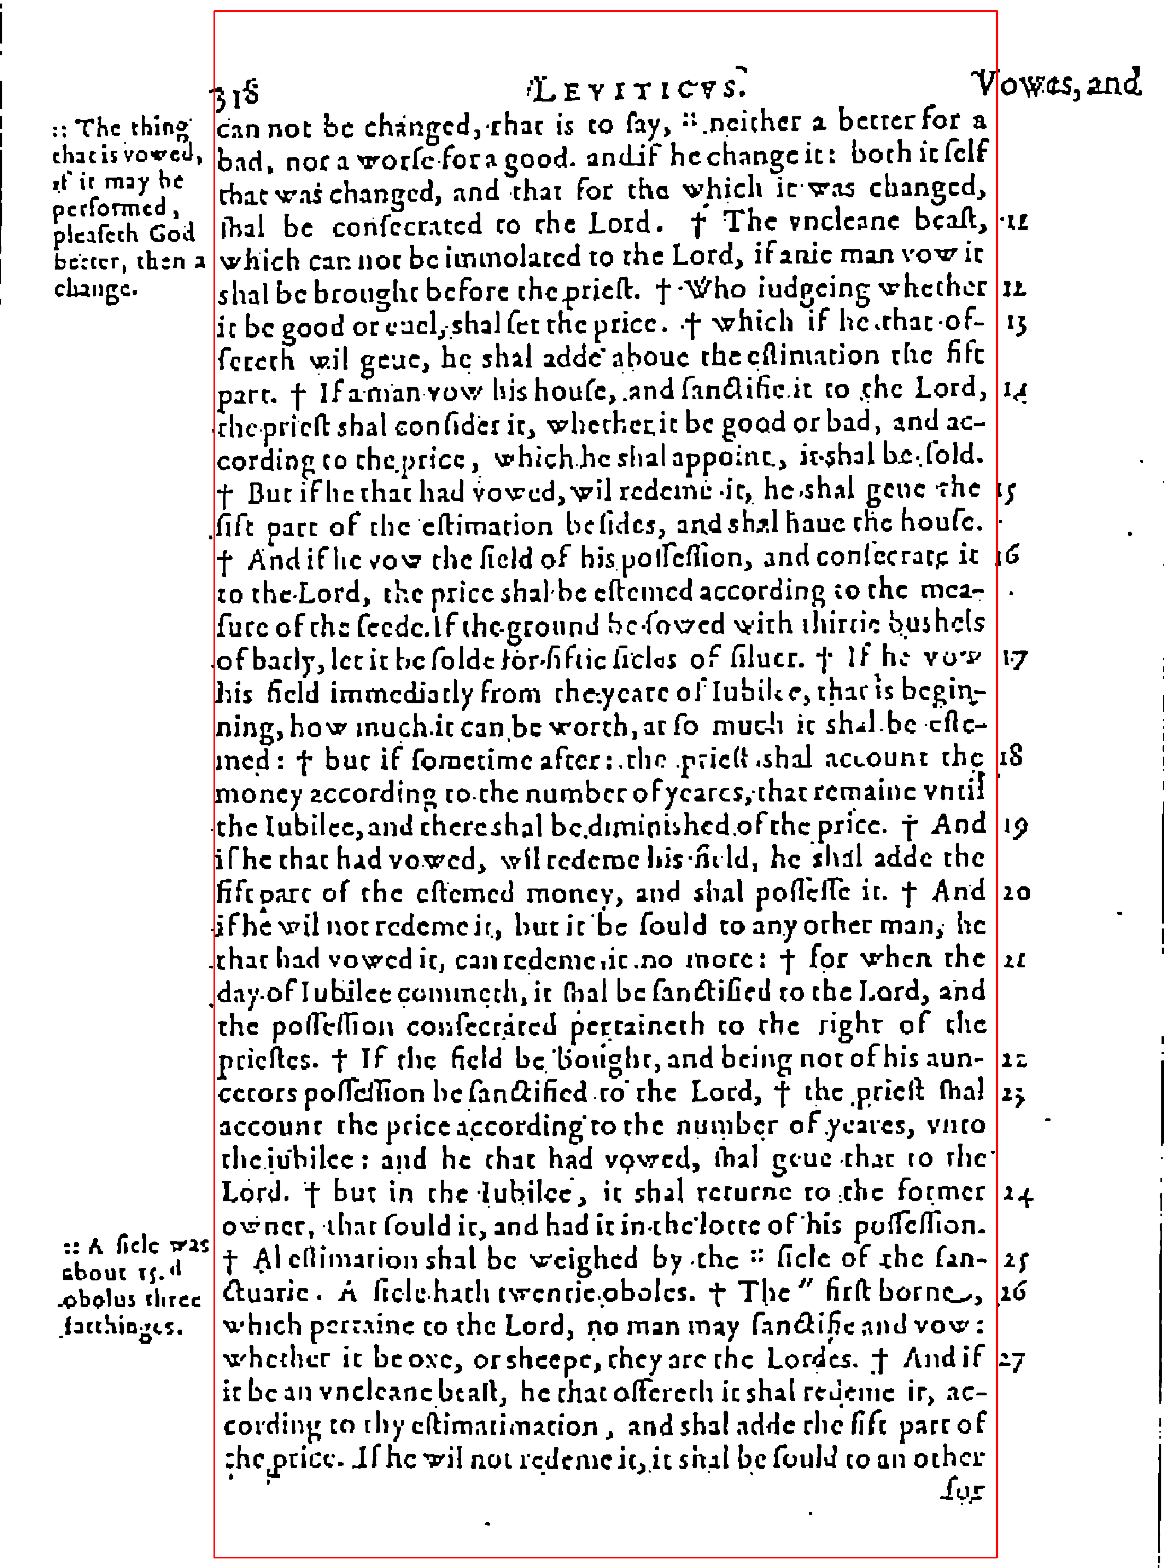 318 LEVITICVS. Vowes, and
:: The thing
that is vowed,
if it may be
performed,
pleaseth God
better, then a
change.
can not be changed, that is to ſay, :: neither a better for a
bad, nor a worſe for a good. and if he change it: both it ſelf
that was changed, and that for the which it was changed,
ſhal be conſecrated to the Lord. † The vncleane beaſt, 11
which can not be immolated to the Lord, if anie man vow it
shal be brought before the prieſt. † Who iudgeing whether 12
it be good or euel, shal ſet the price. † which if he that of- 13
fereth wil geue, he shal adde aboue the eſtimation the fift
part. † If a man vow his houſe, and ſanctifie it to the Lord, 14
the prieſt shal conſider it, whether it be good or bad, and ac-
cording to the price, which he shal appoint, it shal be ſold.
† But if he that had vowed, wil redeme it, he shal geue the 15
fift part of the eſtimation beſides, and shal haue the houſe.
† And if he vow the field of his poſſeſſion, and conſecrate it 16
to the Lord, the price shal be eſtemed according to the mea-
ſure of the ſeede. If the ground be ſowed with thirtie bushels
of barly, let it be ſolde for fiftie ſicles of ſiluer. † If he vow 17
his field immediatly from the yeare of Iubilee, that is begin-
ning, how much it can be worth, at ſo much it shal be eſte-
med: † but if ſometime after: the prieſt shal account the 18
money according to the number of yeares, that remaine vntil
the Iubilee, and there shal be diminished of the price. † And 19
if he that had vowed, wil redeme his field, he shal adde the
fift part of the eſtemed money, and shal poſſeſſe it. † And 20
if he wil not redeme it, but it be ſould to any other man, he
that had vowed it, can redeme it no more: † for when the 21
day of Iubilee commeth, it ſhal be ſanctified to the Lord, and
the poſſeſſion conſecrated pertaineth to the right of the
prieſtes. † If the field be bought, and being not of his aun- 22
cetors poſſeſſion be ſanctified to the Lord, † the prieſt ſhal 23
account the price according to the number of yeares, vnto
the iubilee: and he that had vowed, ſhal geue that to the
Lord. † but in the Iubilee, it shal returne to the former 24
owner, that ſould it, and had it in the lotte of his poſſeſſion.
:: A ſicle was
about 15.d
obolus three
farthinges.
† Al eſtimation shal be weighed by the :: ſicle of the ſan- 25
ctuarie. A ſicle hath twentie oboles. † The " firſt borne, 26
which pertaine to the Lord, no man may ſanctifie and vow:
whether it be oxe, or sheepe, they are the Lordes. † And if 27
it be an vncleane beaſt, he that offereth it shal redeme it, ac-
cording to thy eſtimatimation, and shal adde the fift part of
the price. If he wil not redeme it, it shal be ſould to an other
for